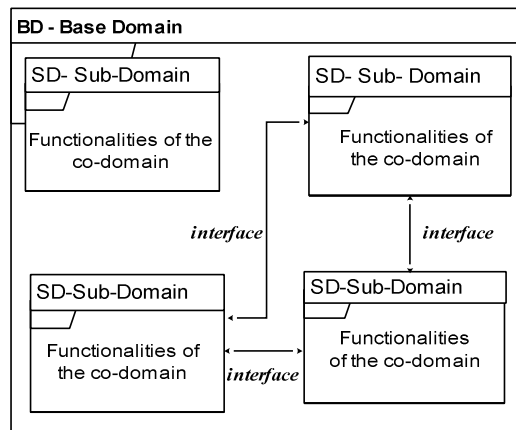 BD - Base Domain
SD- Sub-Domain
Functionalities of the
co-domain
SD- Sub- Domain
Functionalities of
the co-domain
interface
interface
SD-Sub-Domain
Functionalities of
the co-domain
interface
SD-Sub-Domain
Functionalities
of the co-domain